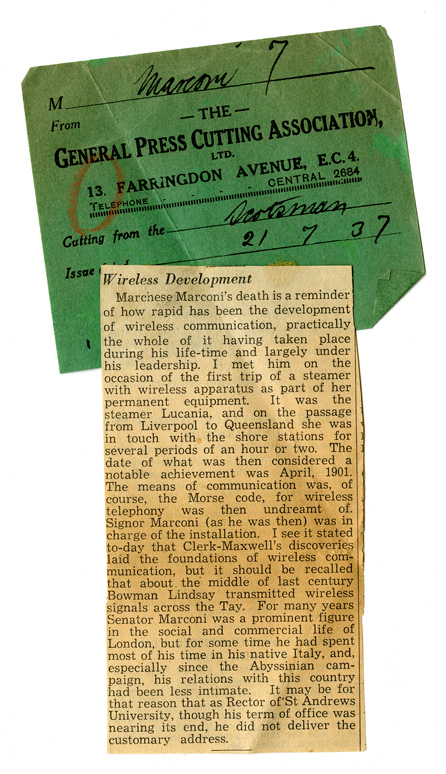 M Marconi 7
From
— THE —
GENERAL PRESS CUTTING ASSOCIATION,
LTD.
13, FARRINGDON AVENUE, E.C.4.
TELEPHONE CENTRAL 2684
Cutting from the Scotsman
21 7 37
Issue
Wireless Development
Marchese Marconi's death is a reminder
of how rapid has been the development
of wireless communication, practically
the whole of it having taken place
during his life-time and largely under
his leadership. I met him on the
occasion of the first trip of a steamer
with wireless apparatus as part of her
permanent equipment. It was the
steamer Lucania, and on the passage
from Liverpool to Queensland she was
in touch with the shore stations for
several periods of an hour or two. The
date of what was then considered a
notable achievement was April, 1901.
The means of communication was, of
course, the Morse code, for wireless
telephony was then undreamt of.
Signor Marconi (as he was then) was in
charge of the installation. I see it stated
to-day that Clerk-Maxwell's discoveries
laid the foundations of wireless com-
munication, but it should be recalled
that about the middle of last century
Bowman Lindsay transmitted wireless
signals across the Tay. For many years
Senator Marconi was a prominent figure
in the social and commercial life of
London, but for some time he had spent
most of his time in his native Italy, and,
especially since the Abyssinian cam-
paign, his relations with this country
had been less intimate. It may be for
that reason that as Rector of St Andrews
University, though his term of office was
nearing its end, he did not deliver the
customary address.